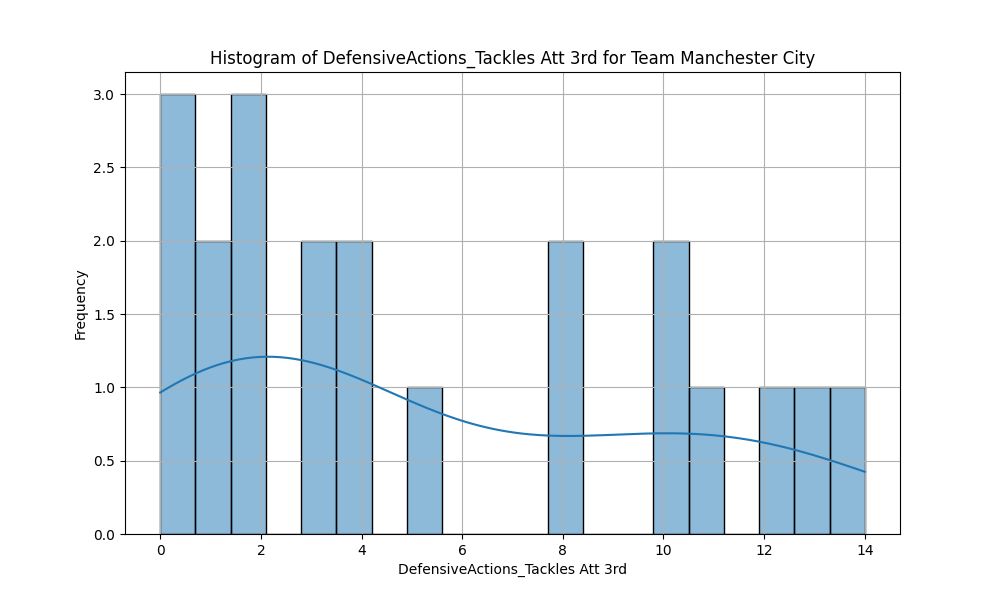 Histogram of DefensiveActions_Tackles Att 3rd for Team Manchester City
3.0
2.5
2.0
1.5
1.0
0.5
0.0
Frequency
0 2 4 6 8 10 12 14
DefensiveActions_Tackles Att 3rd